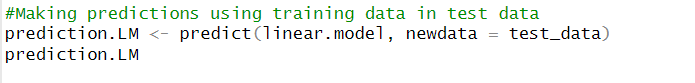 #Making predictions using training data in test data
prediction.LM <- predict(linear.model, newdata = test_data)
prediction.LM